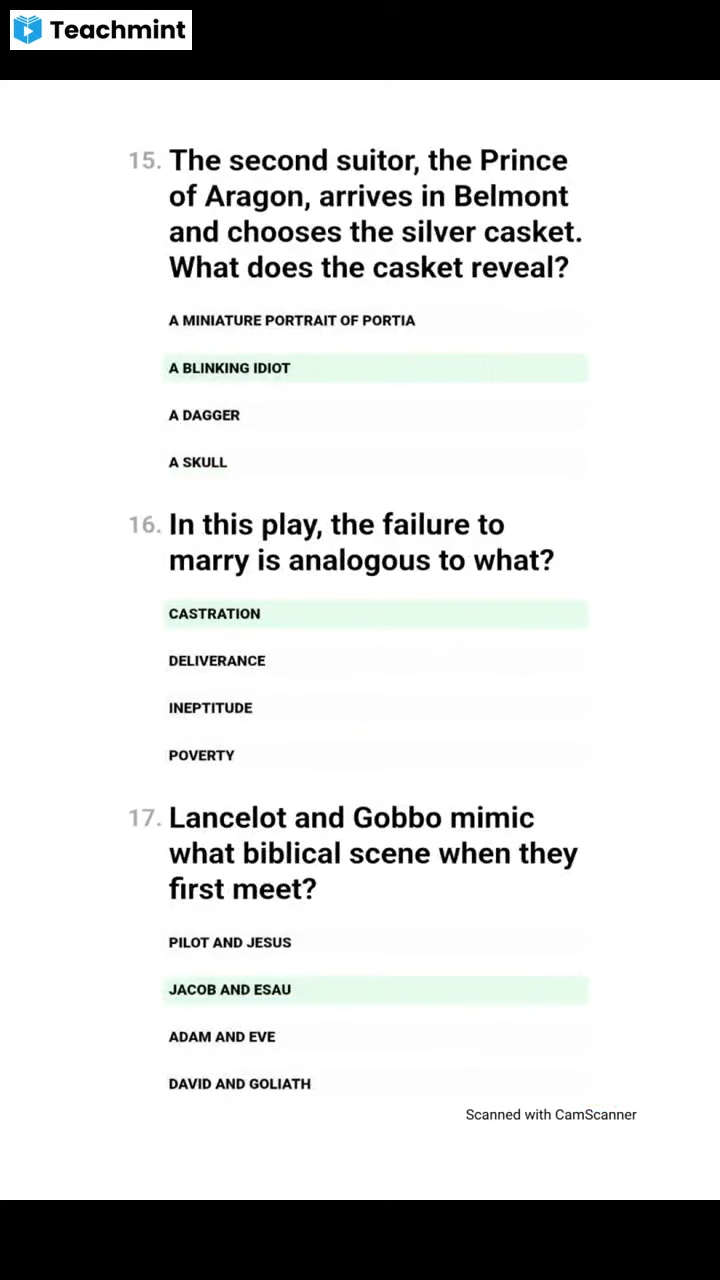 Teachmint
15. The second suitor, the Prince
of Aragon, arrives in Belmont
and chooses the silver casket.
What does the casket reveal?
A MINIATURE PORTRAIT OF PORTIA
A BLINKING IDIOT
A DAGGER
A SKULL
16. In this play, the failure to
marry is analogous to what?
CASTRATION
DELIVERANCE
INEPTITUDE
POVERTY
17. Lancelot and Gobbo mimic
what biblical scene when they
first meet?
PILOT AND JESUS
JACOB AND ESAU
ADAM AND EVE
DAVID AND GOLIATH
Scanned with CamScanner